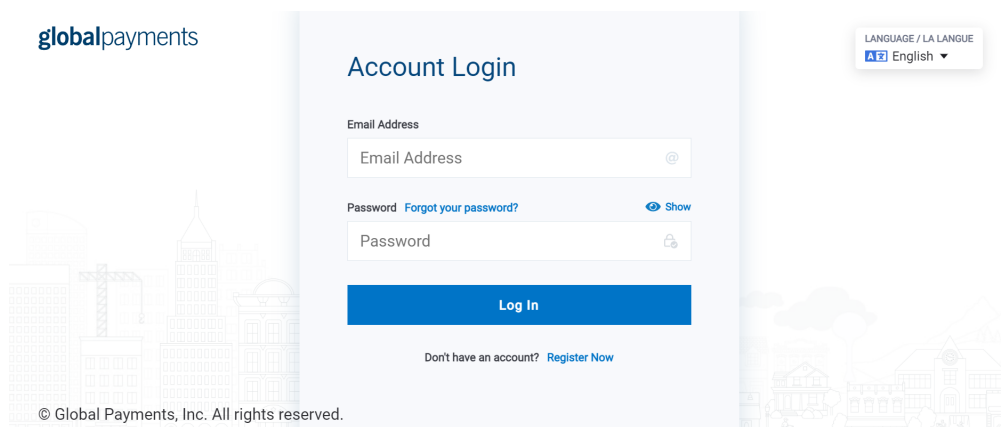 globalpayments
LANGUAGE / LA LANGUE
English
Account Login
Email Address
Email Address @
Password Forgot your password? Show
Password
Log In
Don't have an account? Register Now
© Global Payments, Inc. All rights reserved.